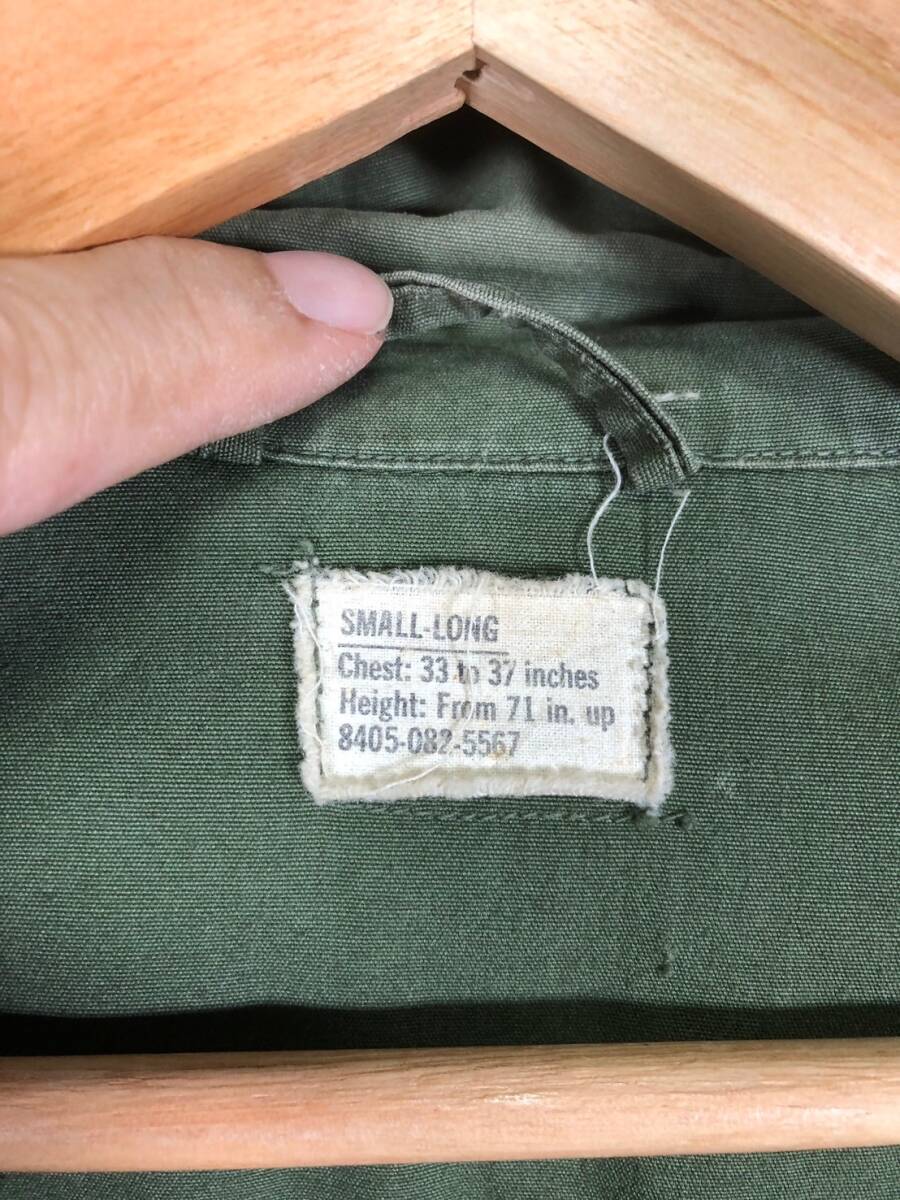 SMALL-LONG
Chest: 33 to 37 inches
Height: From 71 in. up
8405-082-5567